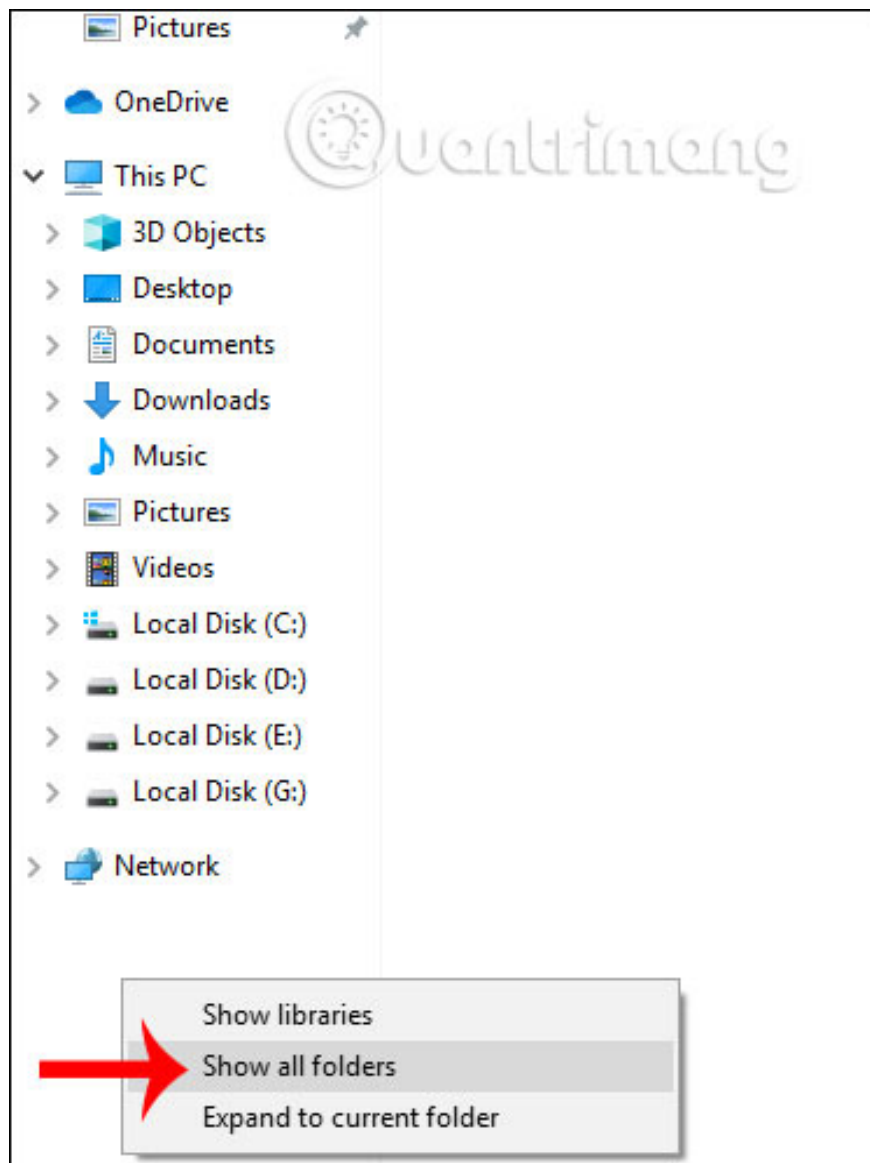 Pictures
OneDrive
Quantrimang
This PC
3D Objects
Desktop
Documents
Downloads
Music
Pictures
Videos
Local Disk (C:)
Local Disk (D:)
Local Disk (E:)
Local Disk (G:)
Network
Show libraries
Show all folders
Expand to current folder